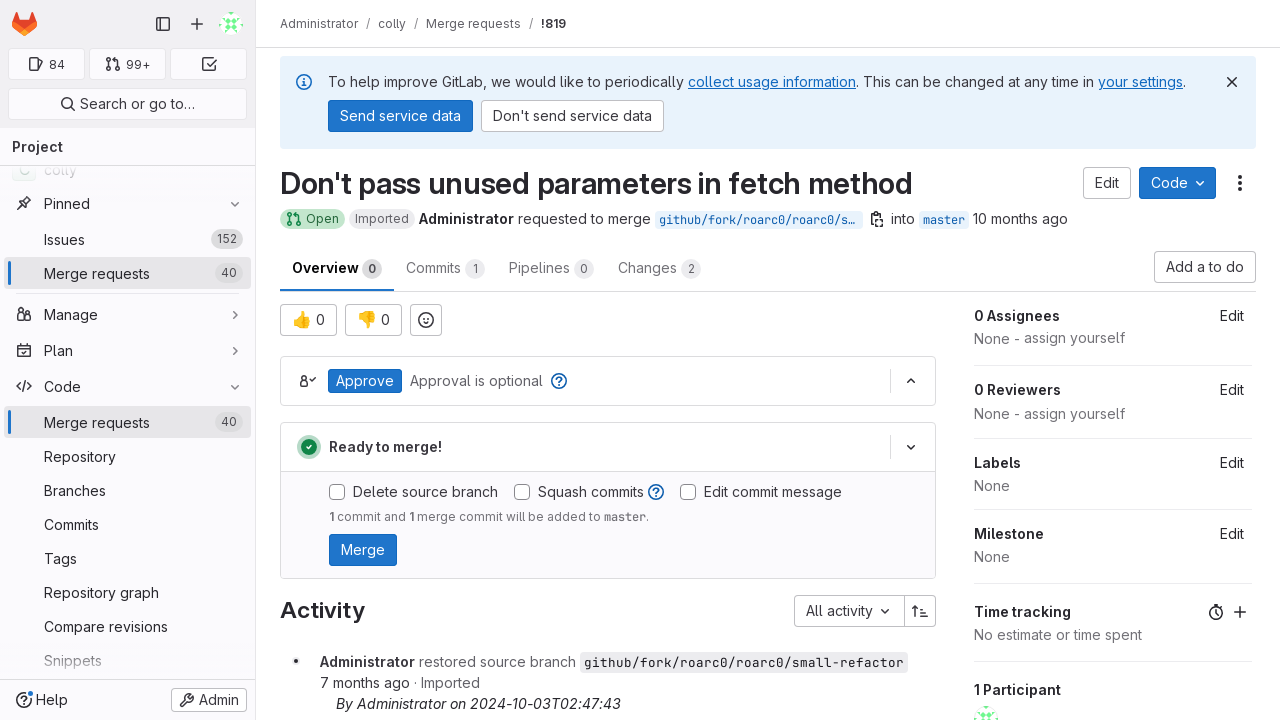 Administrator / colly / Merge requests / !819
84
99+
Search or go to…
Project
colly
Pinned
Issues 152
Merge requests 40
Manage
Plan
Code
Merge requests 40
Repository
Branches
Commits
Tags
Repository graph
Compare revisions
Snippets
Help
Admin
To help improve GitLab, we would like to periodically collect usage information. This can be changed at any time in your settings.
Send service data
Don't send service data
Don't pass unused parameters in fetch method
Edit
Code
Open Imported Administrator requested to merge github/fork/roarc0/roarc0/s… into master 10 months ago
Overview 0
Commits 1
Pipelines 0
Changes 2
Add a to do
👍 0
👎 0
Approve Approval is optional
Ready to merge!
Delete source branch
Squash commits
Edit commit message
1 commit and 1 merge commit will be added to master.
Merge
Activity
All activity
Administrator restored source branch github/fork/roarc0/roarc0/small-refactor
7 months ago · Imported
By Administrator on 2024-10-03T02:47:43
0 Assignees Edit
None - assign yourself
0 Reviewers Edit
None - assign yourself
Labels Edit
None
Milestone Edit
None
Time tracking
No estimate or time spent
1 Participant